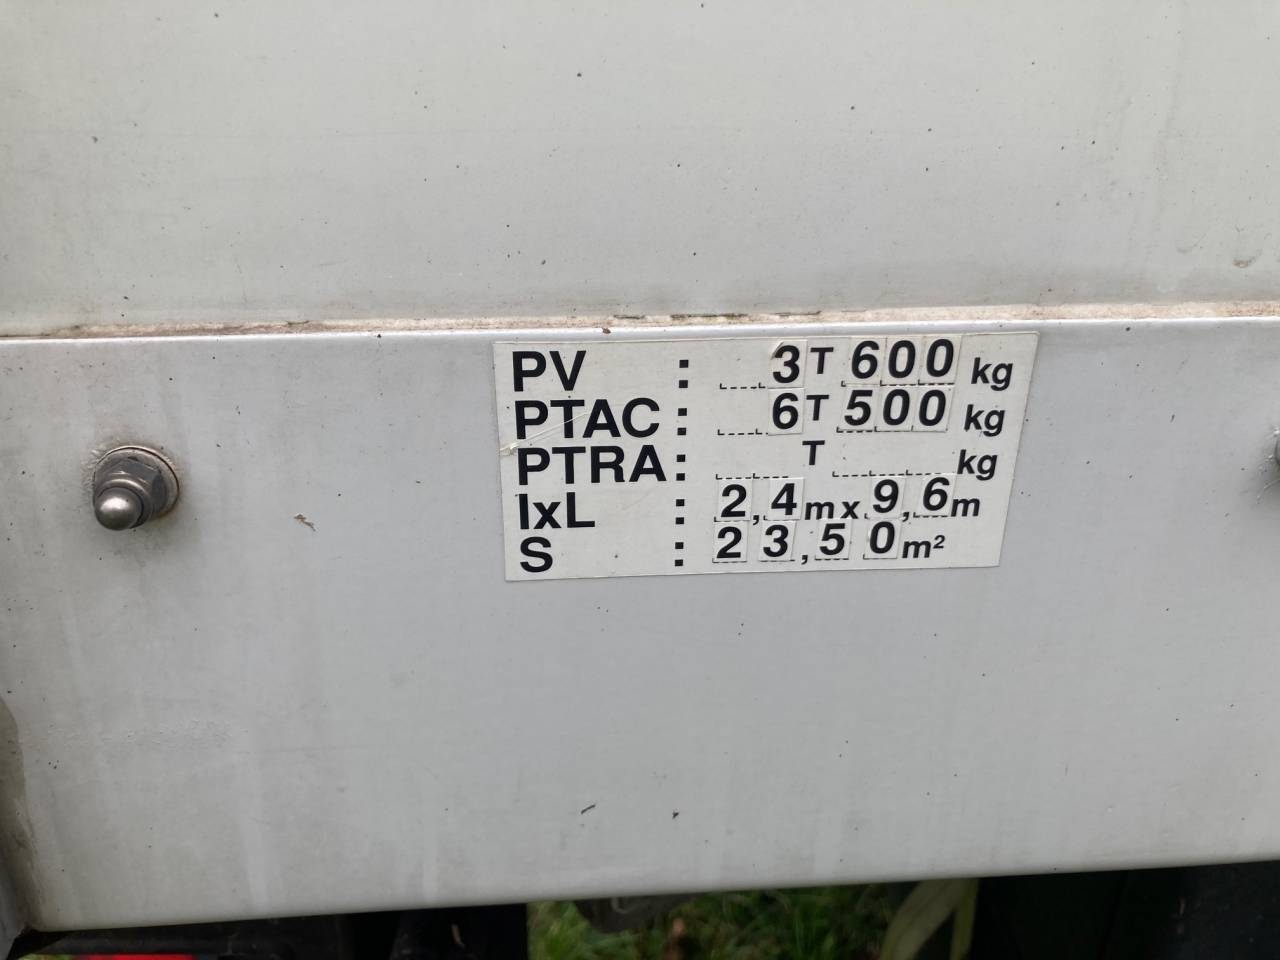 PV : 3T 600 kg
PTAC : 6T 500 kg
PTRA : T kg
lxL : 2,4m x 9,6m
S : 23,50m²